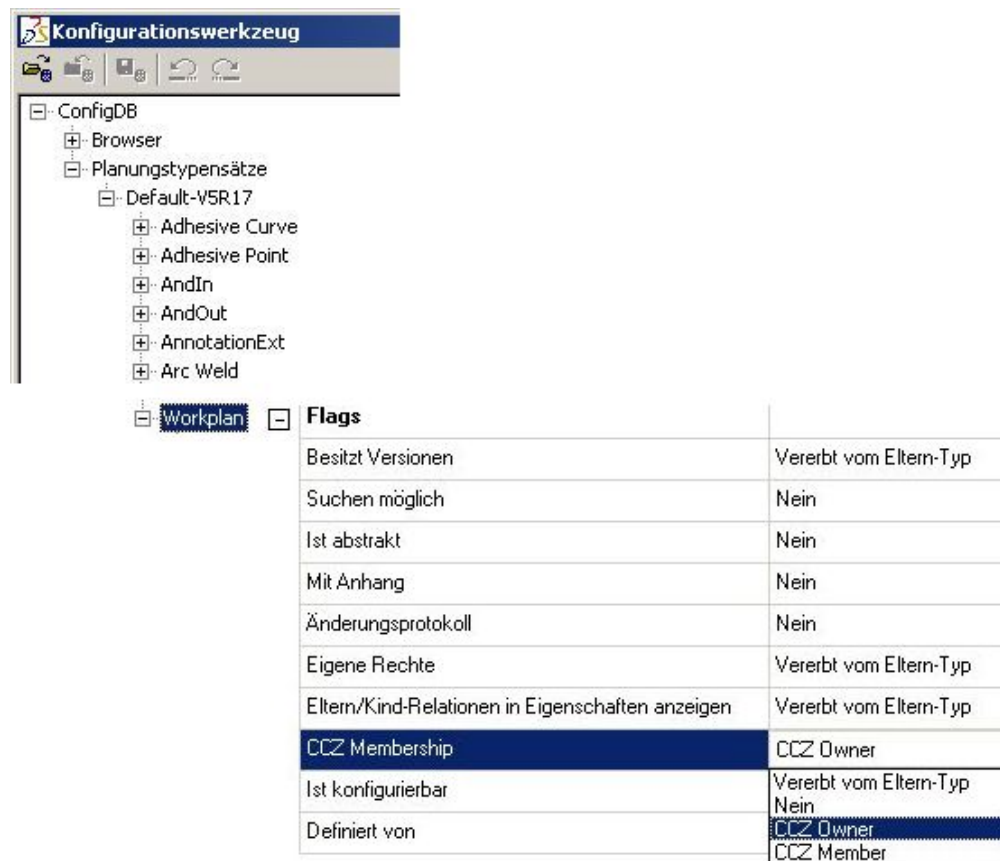 Konfigurationswerkzeug
ConfigDB
Browser
Planungstypensätze
Default-V5R17
Adhesive Curve
Adhesive Point
AndIn
AndOut
AnnotationExt
Arc Weld
Workplan Flags
Besitzt Versionen Vererbt vom Eltern-Typ
Suchen möglich Nein
Ist abstrakt Nein
Mit Anhang Nein
Änderungsprotokoll Nein
Eigene Rechte Vererbt vom Eltern-Typ
Eltern/Kind-Relationen in Eigenschaften anzeigen Vererbt vom Eltern-Typ
CCZ Membership CCZ Owner
Ist konfigurierbar Vererbt vom Eltern-Typ
Nein
Definiert von CCZ Owner
CCZ Member